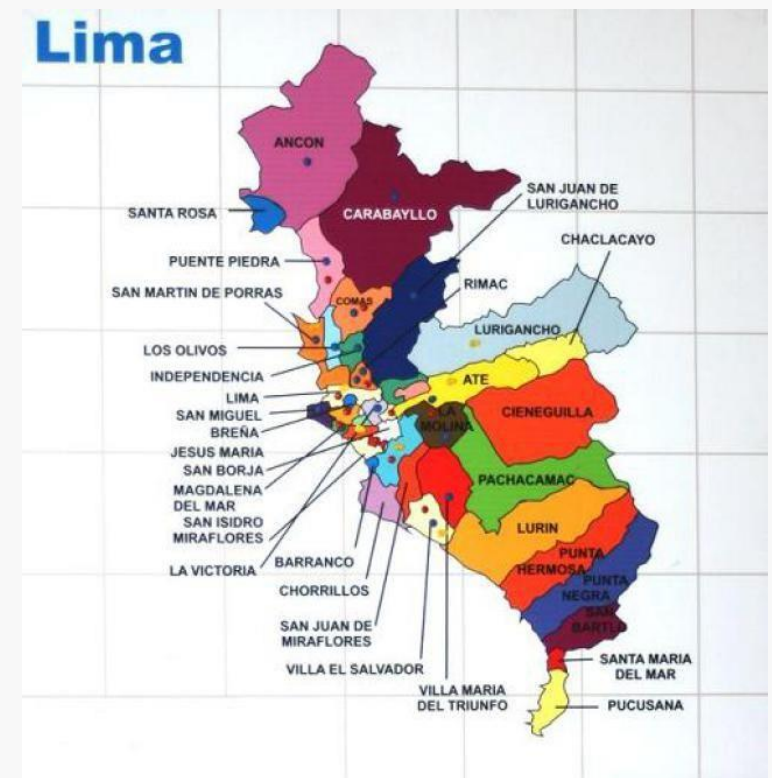 Lima
ANCON
CARABAYLLO
SAN JUAN DE
LURIGANCHO
SANTA ROSA
CHACLACAYO
PUENTE PIEDRA
RIMAC
SAN MARTIN DE PORRAS
COMAS
LURIGANCHO
LOS OLIVOS
INDEPENDENCIA
ATE
LIMA
SAN MIGUEL
BREÑA
LA
MOLINA
CIENEGUILLA
JESUS MARIA
SAN BORJA
MAGDALENA
DEL MAR
SAN ISIDRO
MIRAFLORES
PACHACAMAC
LURIN
LA VICTORIA
BARRANCO
CHORRILLOS
PUNTA
HERMOSA
PUNTA
NEGRA
SAN
BARTLO
SAN JUAN DE
MIRAFLORES
VILLA EL SALVADOR
VILLA MARIA
DEL TRIUNFO
SANTA MARIA
DEL MAR
PUCUSANA